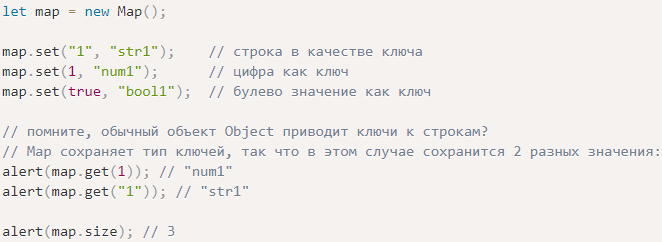 let map = new Map();
map.set("1", "str1");    // строка в качестве ключа
map.set(1, "num1");      // цифра как ключ
map.set(true, "bool1");  // булево значение как ключ
// помните, обычный объект Object приводит ключи к строкам?
// Map сохраняет тип ключей, так что в этом случае сохранится 2 разных значения:
alert(map.get(1)); // "num1"
alert(map.get("1")); // "str1"
alert(map.size); // 3